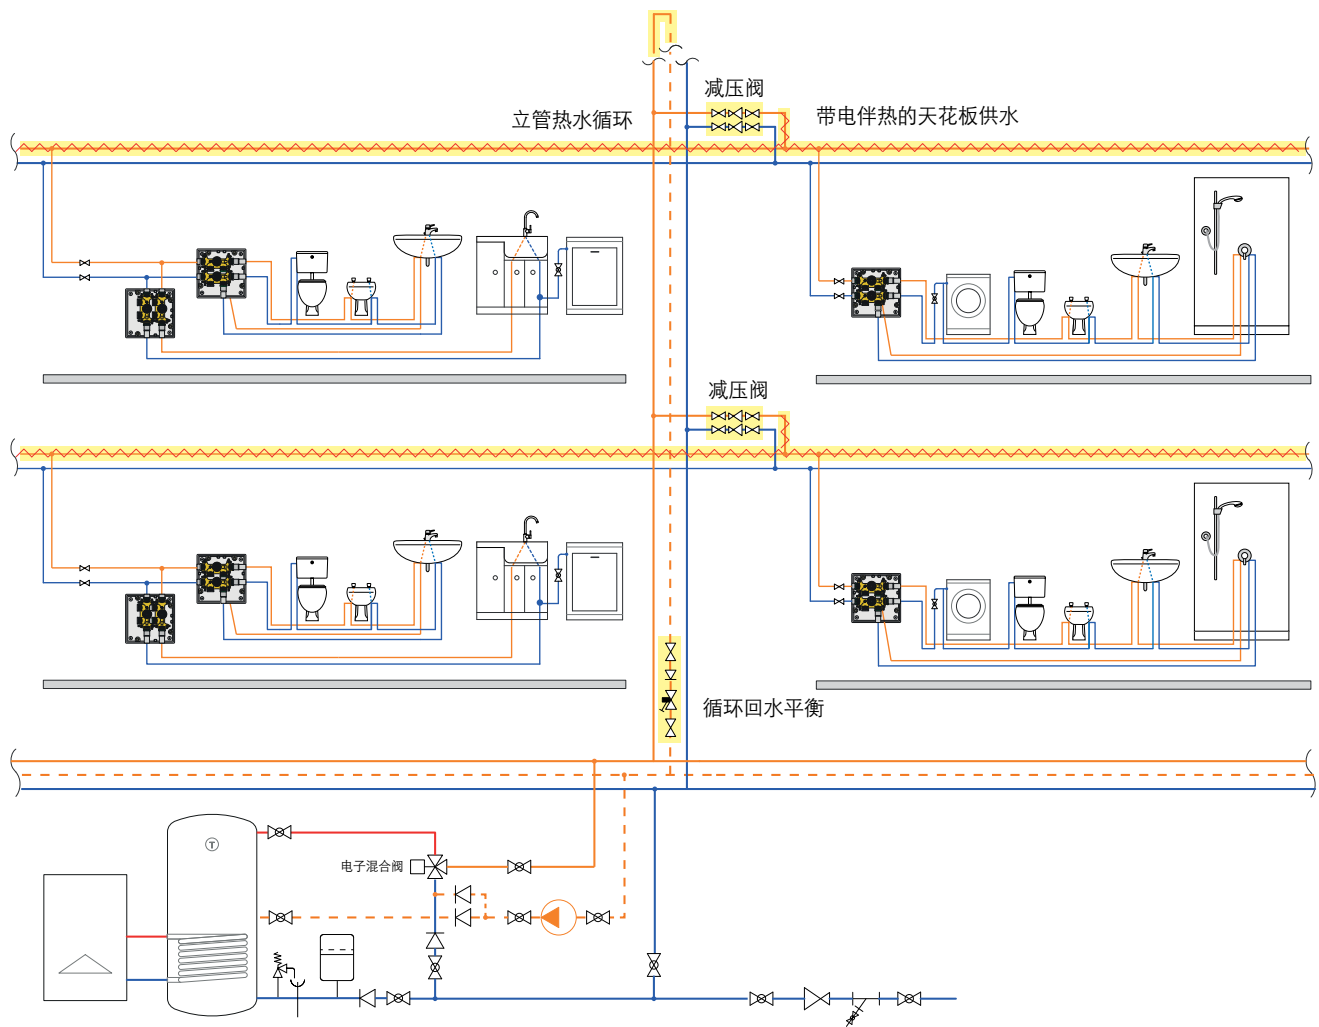 减压阀
立管热水循环
带电伴热的天花板供水
减压阀
循环回水平衡
T
电子混合阀